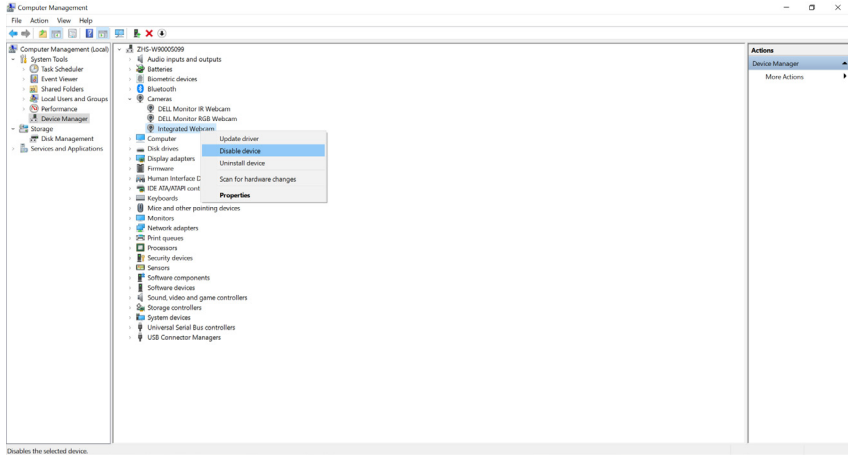 Computer Management
File Action View Help
Computer Management (Local)
System Tools
Task Scheduler
Event Viewer
Shared Folders
Local Users and Groups
Performance
Device Manager
Storage
Disk Management
Services and Applications
ZHS-W90005099
Audio inputs and outputs
Batteries
Biometric devices
Bluetooth
Cameras
DELL Monitor IR Webcam
DELL Monitor RGB Webcam
Integrated Webcam
Computer
Disk drives
Display adapters
Firmware
Human Interface D
IDE ATA/ATAPI cont
Keyboards
Mice and other pointing devices
Monitors
Network adapters
Print queues
Processors
Security devices
Sensors
Software components
Software devices
Sound, video and game controllers
Storage controllers
System devices
Universal Serial Bus controllers
USB Connector Managers
Update driver
Disable device
Uninstall device
Scan for hardware changes
Properties
Actions
Device Manager
More Actions
Disables the selected device.